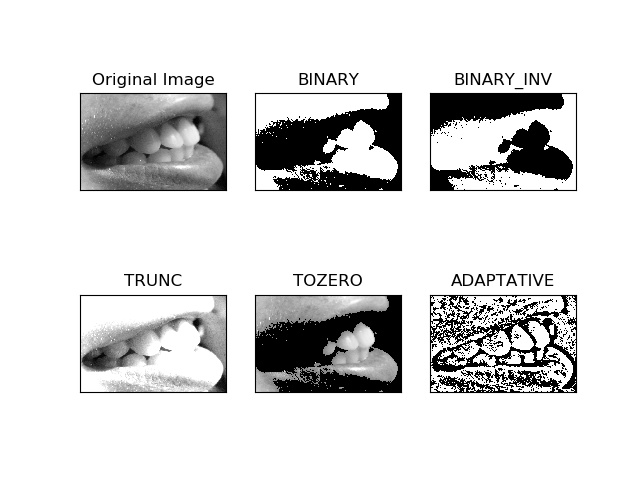 Original Image
BINARY
BINARY_INV
TRUNC
TOZERO
ADAPTATIVE